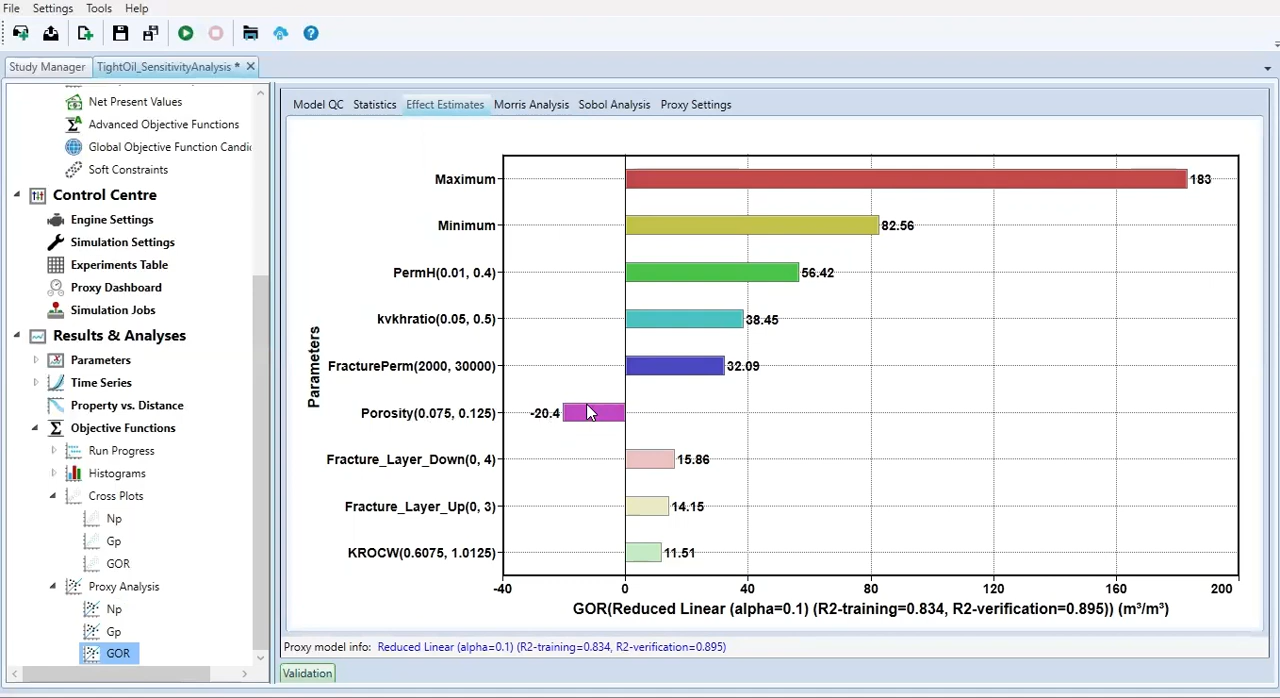 File Settings Tools Help
Study Manager TightOil_SensitivityAnalysis *
Net Present Values
Advanced Objective Functions
Global Objective Function Candi
Soft Constraints
Control Centre
Engine Settings
Simulation Settings
Experiments Table
Proxy Dashboard
Simulation Jobs
Results & Analyses
Parameters
Time Series
Property vs. Distance
Objective Functions
Run Progress
Histograms
Cross Plots
Np
Gp
GOR
Proxy Analysis
Np
Gp
GOR
Model QC Statistics Effect Estimates Morris Analysis Sobol Analysis Proxy Settings
Parameters
Maximum 183
Minimum 82.56
PermH(0.01, 0.4) 56.42
kvkhratio(0.05, 0.5) 38.45
FracturePerm(2000, 30000) 32.09
Porosity(0.075, 0.125) -20.4
Fracture_Layer_Down(0, 4) 15.86
Fracture_Layer_Up(0, 3) 14.15
KROCW(0.6075, 1.0125) 11.51
-40 0 40 80 120 160 200
GOR(Reduced Linear (alpha=0.1) (R2-training=0.834, R2-verification=0.895)) (m³/m³)
Proxy model info: Reduced Linear (alpha=0.1) (R2-training=0.834, R2-verification=0.895)
Validation